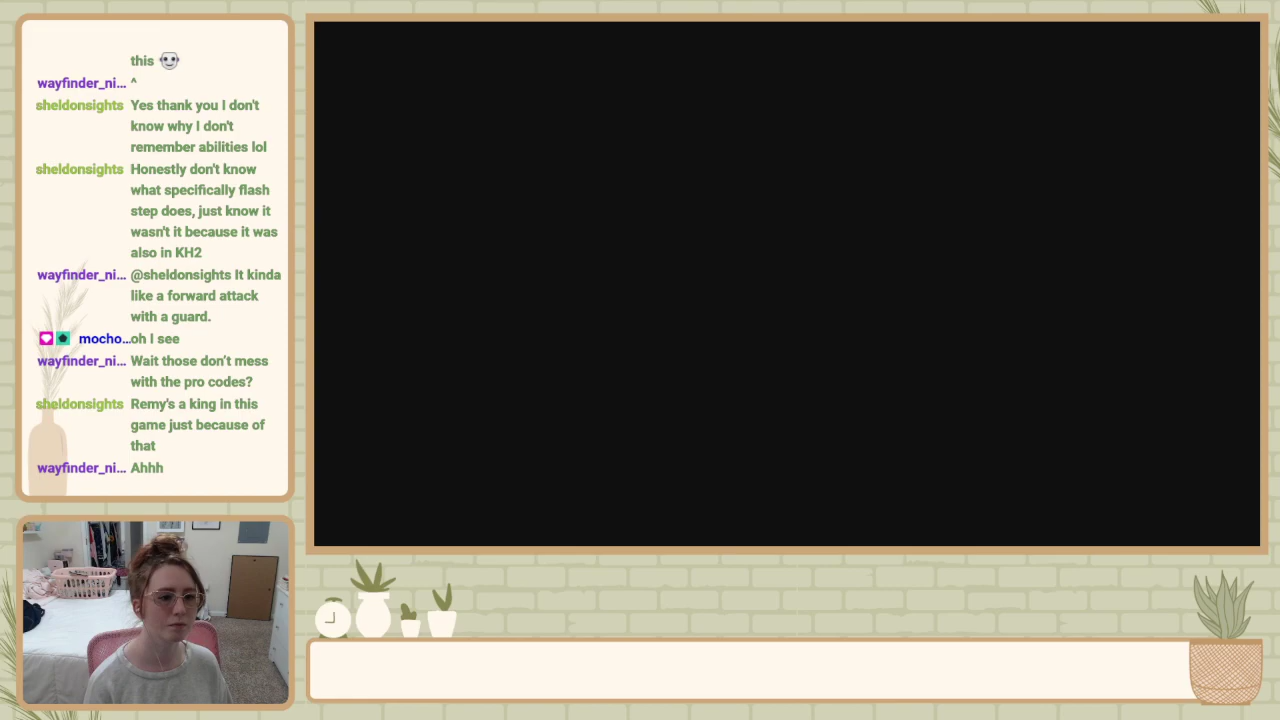 this
wayfinder_ni... ^
sheldonsights Yes thank you I don't
know why I don't
remember abilities lol
sheldonsights Honestly don't know
what specifically flash
step does, just know it
wasn't it because it was
also in KH2
wayfinder_ni... @sheldonsights It kinda
like a forward attack
with a guard.
mocho... oh I see
wayfinder_ni... Wait those don't mess
with the pro codes?
sheldonsights Remy's a king in this
game just because of
that
wayfinder_ni... Ahhh